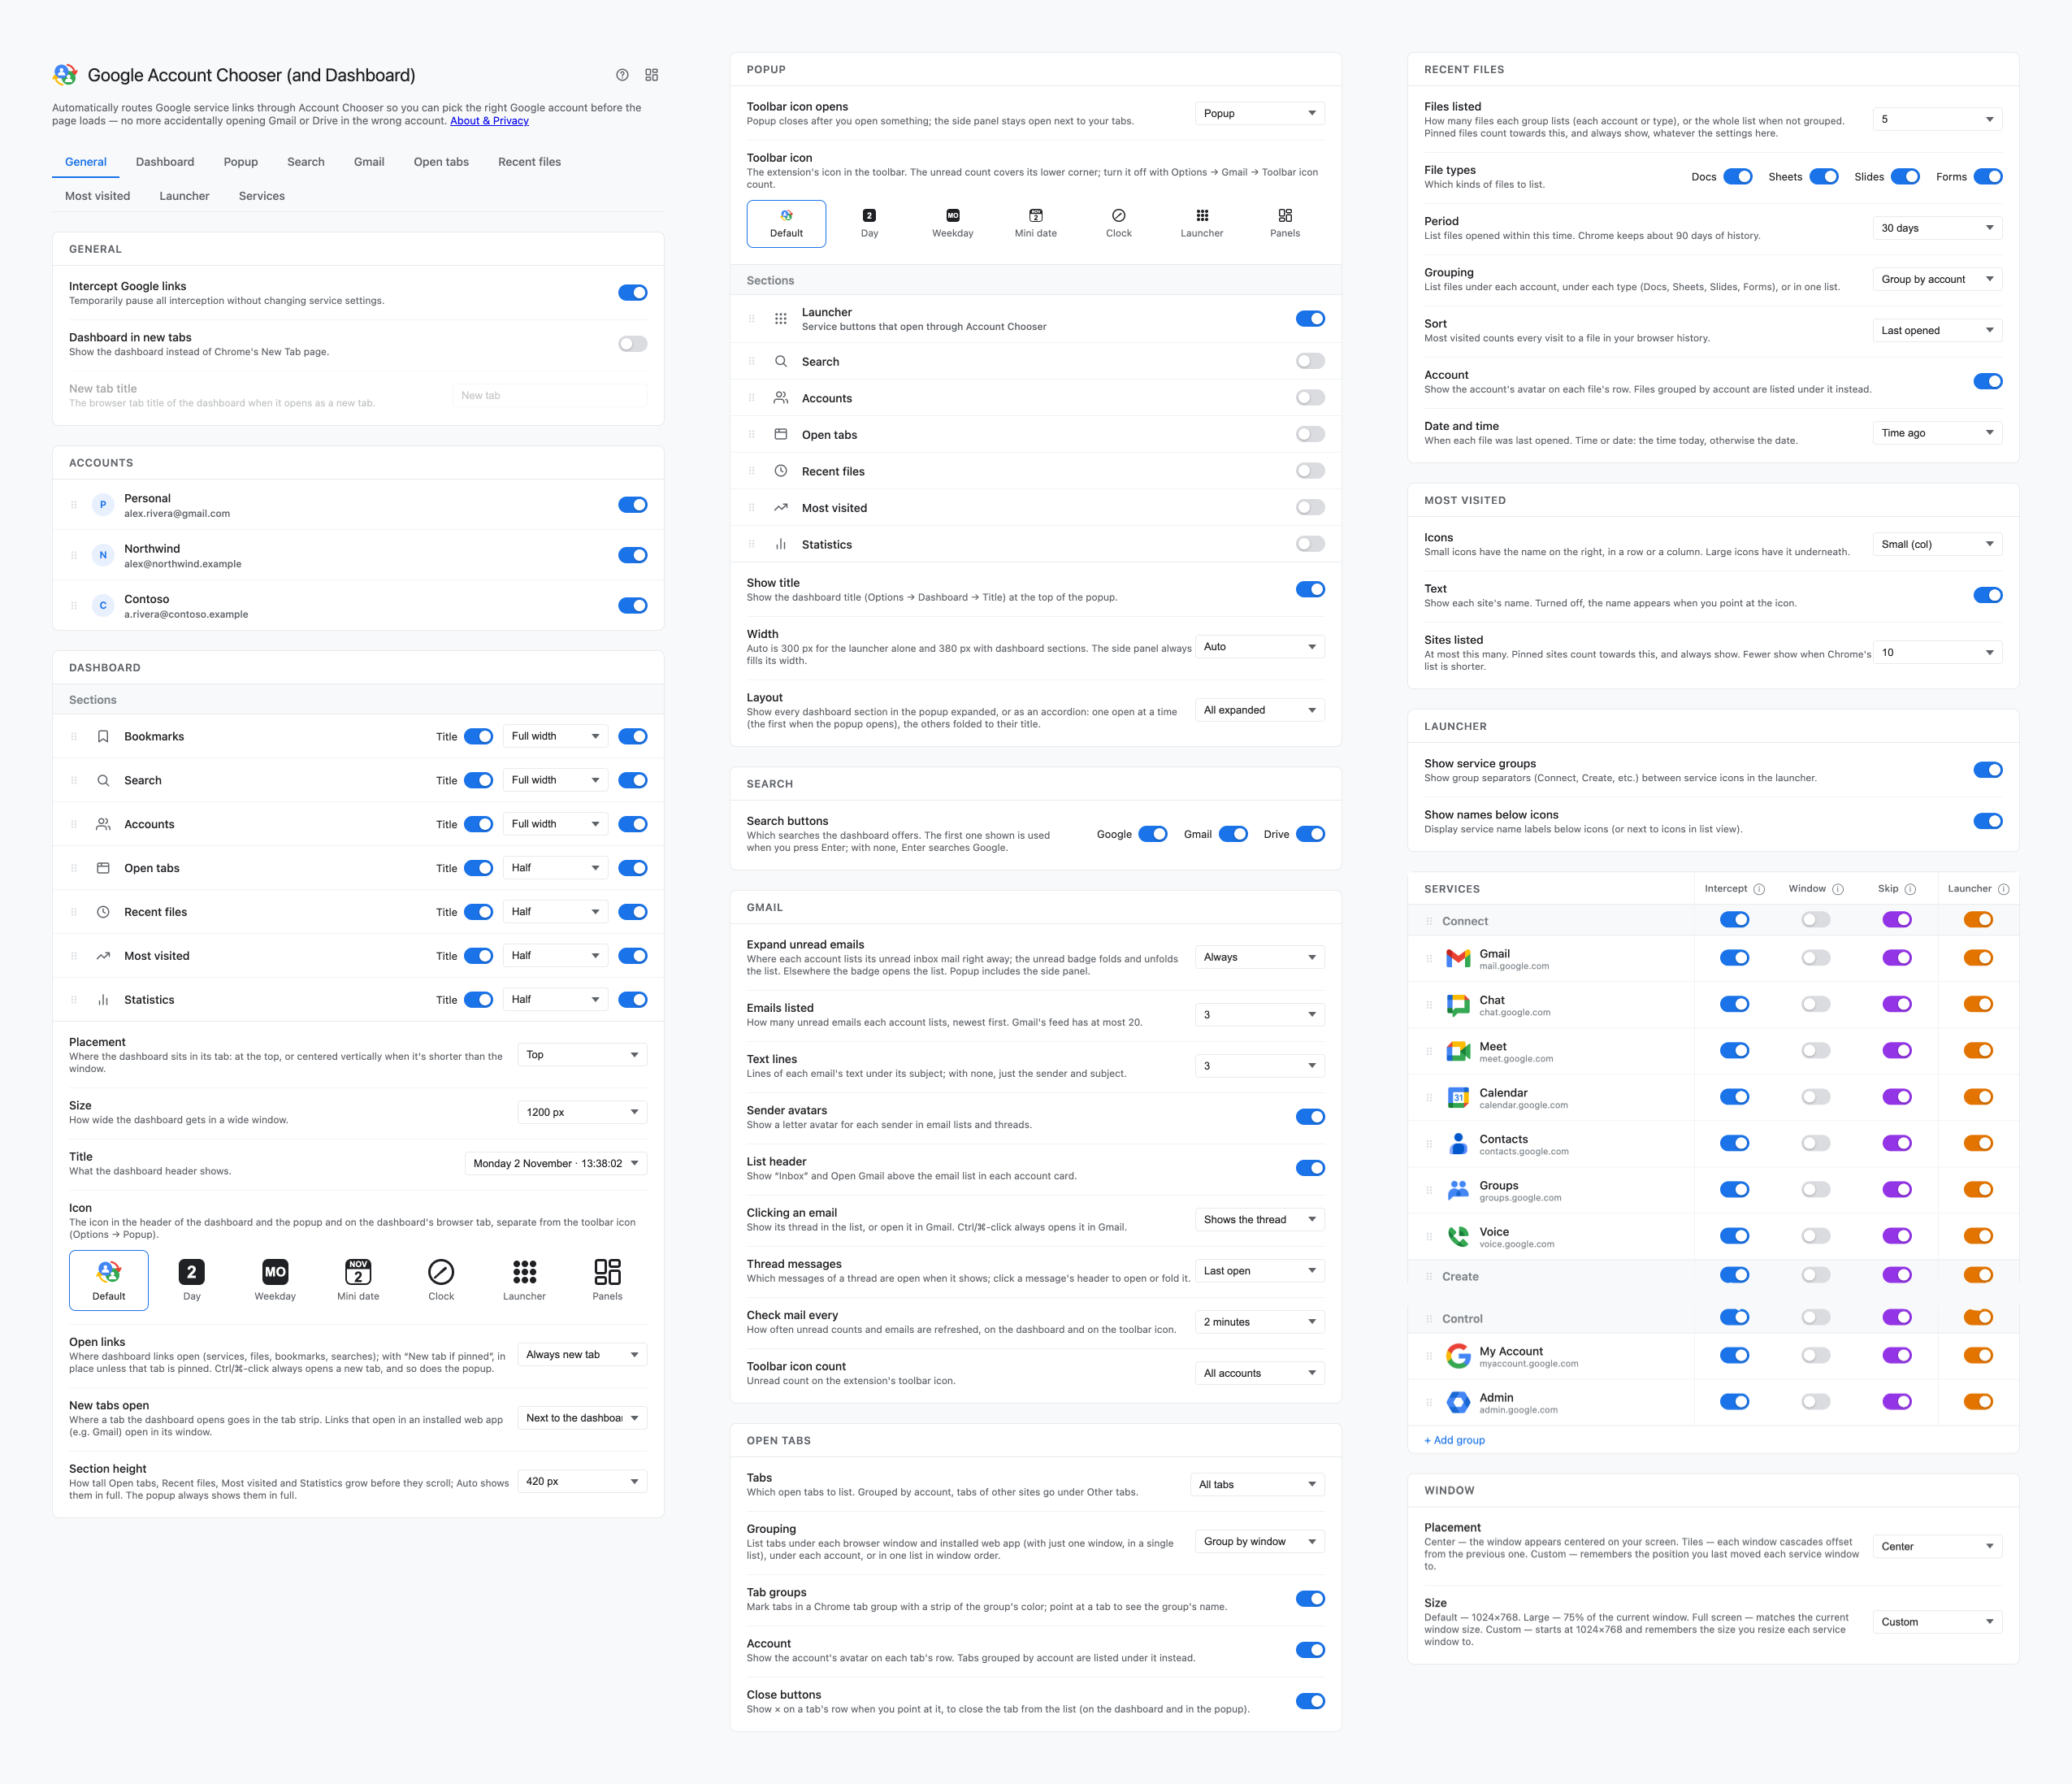 Google Account Chooser (and Dashboard)
Automatically routes Google service links through Account Chooser so you can pick the right Google account before the
page loads — no more accidentally opening Gmail or Drive in the wrong account. About & Privacy
General Dashboard Popup Search Gmail Open tabs Recent files
Most visited Launcher Services
GENERAL
Intercept Google links
Temporarily pause all interception without changing service settings.
Dashboard in new tabs
Show the dashboard instead of Chrome's New Tab page.
New tab title
The browser tab title of the dashboard when it opens as a new tab.
New tab
ACCOUNTS
P
Personal
alex.rivera@gmail.com
N
Northwind
alex@northwind.example
C
Contoso
a.rivera@contoso.example
DASHBOARD
Sections
Bookmarks Title Full width
Search Title Full width
Accounts Title Full width
Open tabs Title Half
Recent files Title Half
Most visited Title Half
Statistics Title Half
Placement
Where the dashboard sits in its tab: at the top, or centered vertically when it's shorter than the
window.
Top
Size
How wide the dashboard gets in a wide window.
1200 px
Title
What the dashboard header shows.
Monday 2 November · 13:38:02
Icon
The icon in the header of the dashboard and the popup and on the dashboard's browser tab, separate from the toolbar icon
(Options → Popup).
2 MO NOV 2
Default Day Weekday Mini date Clock Launcher Panels
Open links
Where dashboard links open (services, files, bookmarks, searches); with “New tab if pinned”, in
place unless that tab is pinned. Ctrl/⌘-click always opens a new tab, and so does the popup.
Always new tab
New tabs open
Where a tab the dashboard opens goes in the tab strip. Links that open in an installed web app
(e.g. Gmail) open in its window.
Next to the dashboar
Section height
How tall Open tabs, Recent files, Most visited and Statistics grow before they scroll; Auto shows
them in full. The popup always shows them in full.
420 px
POPUP
Toolbar icon opens
Popup closes after you open something; the side panel stays open next to your tabs.
Popup
Toolbar icon
The extension's icon in the toolbar. The unread count covers its lower corner; turn it off with Options → Gmail → Toolbar icon
count.
2 MO NOV 2
Default Day Weekday Mini date Clock Launcher Panels
Sections
Launcher
Service buttons that open through Account Chooser
Search
Accounts
Open tabs
Recent files
Most visited
Statistics
Show title
Show the dashboard title (Options → Dashboard → Title) at the top of the popup.
Width
Auto is 300 px for the launcher alone and 380 px with dashboard sections. The side panel always
fills its width.
Auto
Layout
Show every dashboard section in the popup expanded, or as an accordion: one open at a time
(the first when the popup opens), the others folded to their title.
All expanded
SEARCH
Search buttons
Which searches the dashboard offers. The first one shown is used
when you press Enter; with none, Enter searches Google.
Google Gmail Drive
GMAIL
Expand unread emails
Where each account lists its unread inbox mail right away; the unread badge folds and unfolds
the list. Elsewhere the badge opens the list. Popup includes the side panel.
Always
Emails listed
How many unread emails each account lists, newest first. Gmail's feed has at most 20.
3
Text lines
Lines of each email's text under its subject; with none, just the sender and subject.
3
Sender avatars
Show a letter avatar for each sender in email lists and threads.
List header
Show “Inbox” and Open Gmail above the email list in each account card.
Clicking an email
Show its thread in the list, or open it in Gmail. Ctrl/⌘-click always opens it in Gmail.
Shows the thread
Thread messages
Which messages of a thread are open when it shows; click a message's header to open or fold it.
Last open
Check mail every
How often unread counts and emails are refreshed, on the dashboard and on the toolbar icon.
2 minutes
Toolbar icon count
Unread count on the extension's toolbar icon.
All accounts
OPEN TABS
Tabs
Which open tabs to list. Grouped by account, tabs of other sites go under Other tabs.
All tabs
Grouping
List tabs under each browser window and installed web app (with just one window, in a single
list), under each account, or in one list in window order.
Group by window
Tab groups
Mark tabs in a Chrome tab group with a strip of the group's color; point at a tab to see the group's name.
Account
Show the account's avatar on each tab's row. Tabs grouped by account are listed under it instead.
Close buttons
Show × on a tab's row when you point at it, to close the tab from the list (on the dashboard and in the popup).
RECENT FILES
Files listed
How many files each group lists (each account or type), or the whole list when not grouped.
Pinned files count towards this, and always show, whatever the settings here.
5
File types
Which kinds of files to list.
Docs Sheets Slides Forms
Period
List files opened within this time. Chrome keeps about 90 days of history.
30 days
Grouping
List files under each account, under each type (Docs, Sheets, Slides, Forms), or in one list.
Group by account
Sort
Most visited counts every visit to a file in your browser history.
Last opened
Account
Show the account's avatar on each file's row. Files grouped by account are listed under it instead.
Date and time
When each file was last opened. Time or date: the time today, otherwise the date.
Time ago
MOST VISITED
Icons
Small icons have the name on the right, in a row or a column. Large icons have it underneath.
Small (col)
Text
Show each site's name. Turned off, the name appears when you point at the icon.
Sites listed
At most this many. Pinned sites count towards this, and always show. Fewer show when Chrome's
list is shorter.
10
LAUNCHER
Show service groups
Show group separators (Connect, Create, etc.) between service icons in the launcher.
Show names below icons
Display service name labels below icons (or next to icons in list view).
SERVICES Intercept Window Skip Launcher
Connect
Gmail
mail.google.com
Chat
chat.google.com
Meet
meet.google.com
31
Calendar
calendar.google.com
Contacts
contacts.google.com
Groups
groups.google.com
Voice
voice.google.com
Create
Control
My Account
myaccount.google.com
Admin
admin.google.com
+ Add group
WINDOW
Placement
Center — the window appears centered on your screen. Tiles — each window cascades offset
from the previous one. Custom — remembers the position you last moved each service window
to.
Center
Size
Default — 1024×768. Large — 75% of the current window. Full screen — matches the current
window size. Custom — starts at 1024×768 and remembers the size you resize each service
window to.
Custom